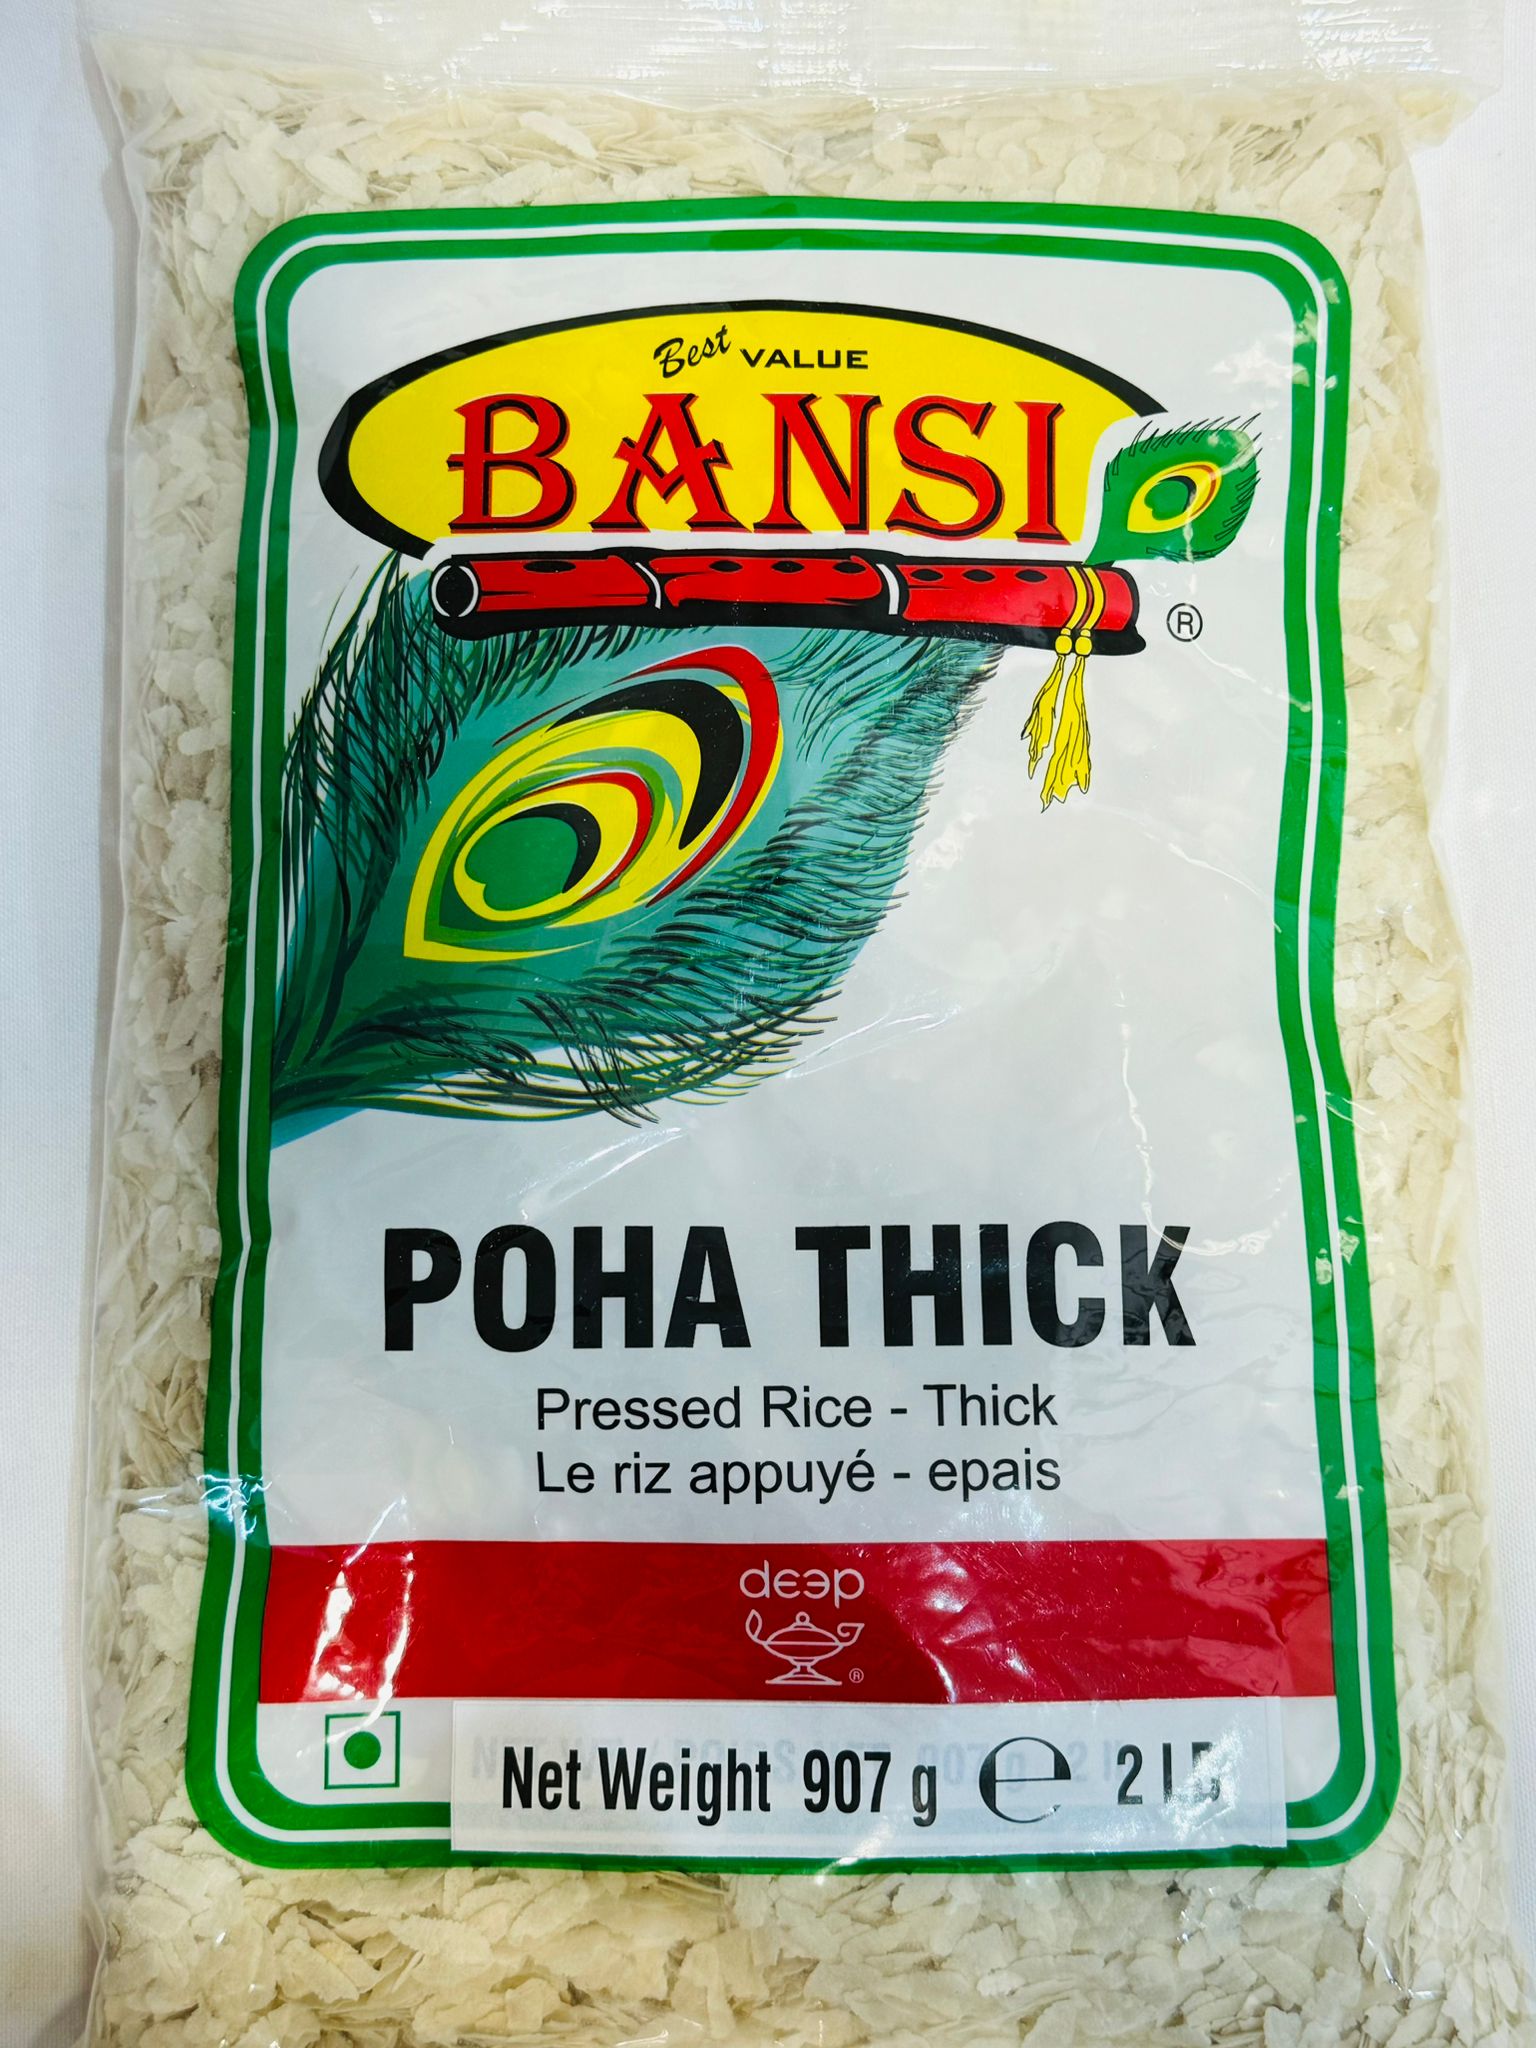 Best VALUE
BANSI
®
POHA THICK
Pressed Rice - Thick
Le riz appuyé - epais
deep
®
Net Weight 907 g ℮ 2 LB